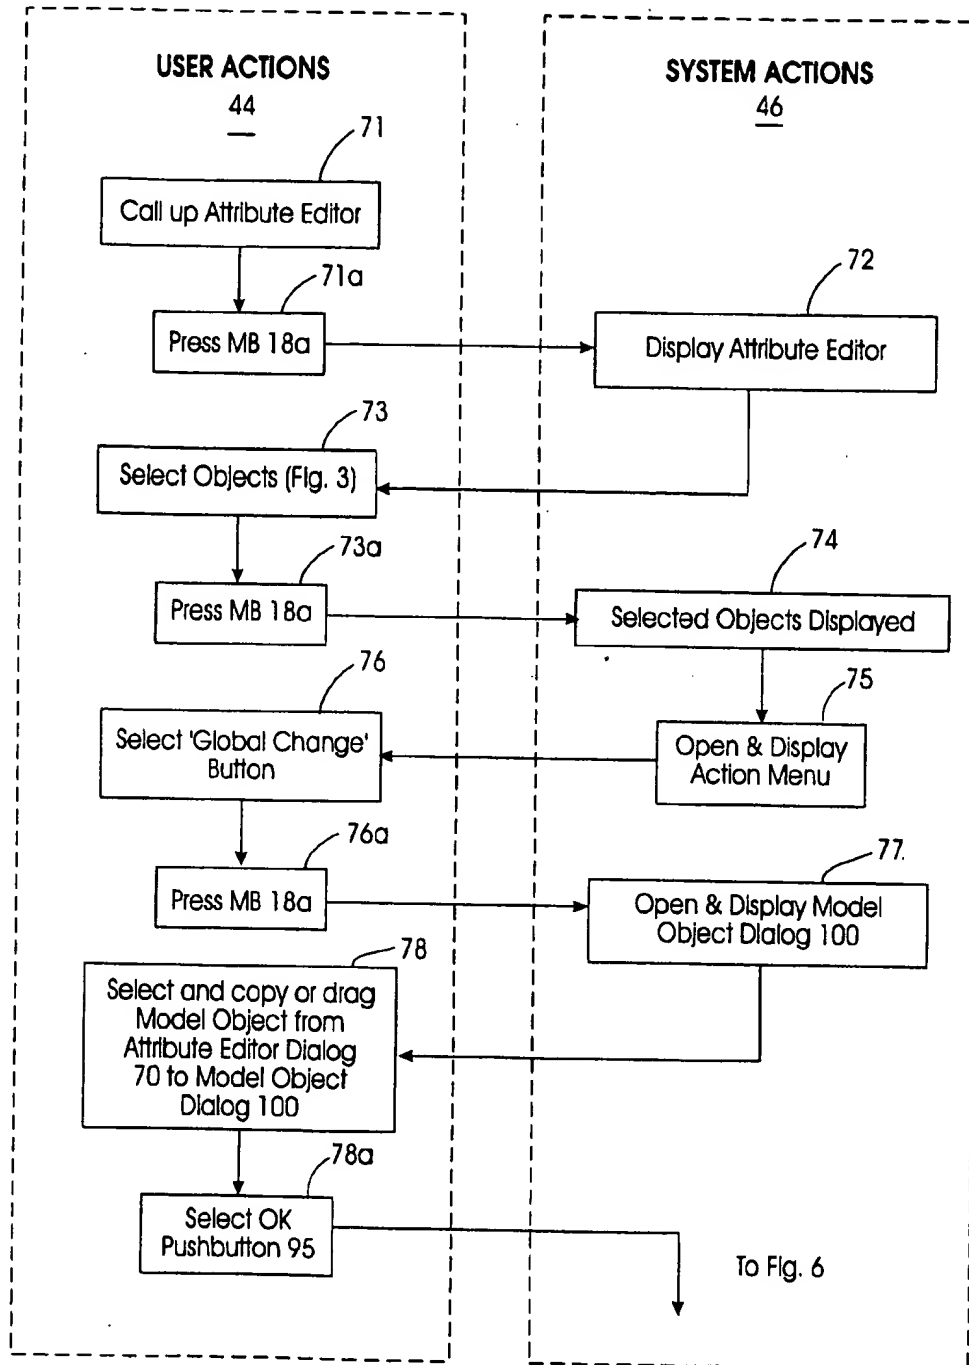 USER ACTIONS
44
SYSTEM ACTIONS
46
71
Call up Attribute Editor
71a
Press MB 18a
72
Display Attribute Editor
73
Select Objects (Fig. 3)
73a
Press MB 18a
74
Selected Objects Displayed
75
Open & Display
Action Menu
76
Select 'Global Change'
Button
76a
Press MB 18a
77
Open & Display Model
Object Dialog 100
78
Select and copy or drag
Model Object from
Attribute Editor Dialog
70 to Model Object
Dialog 100
78a
Select OK
Pushbutton 95
To Fig. 6